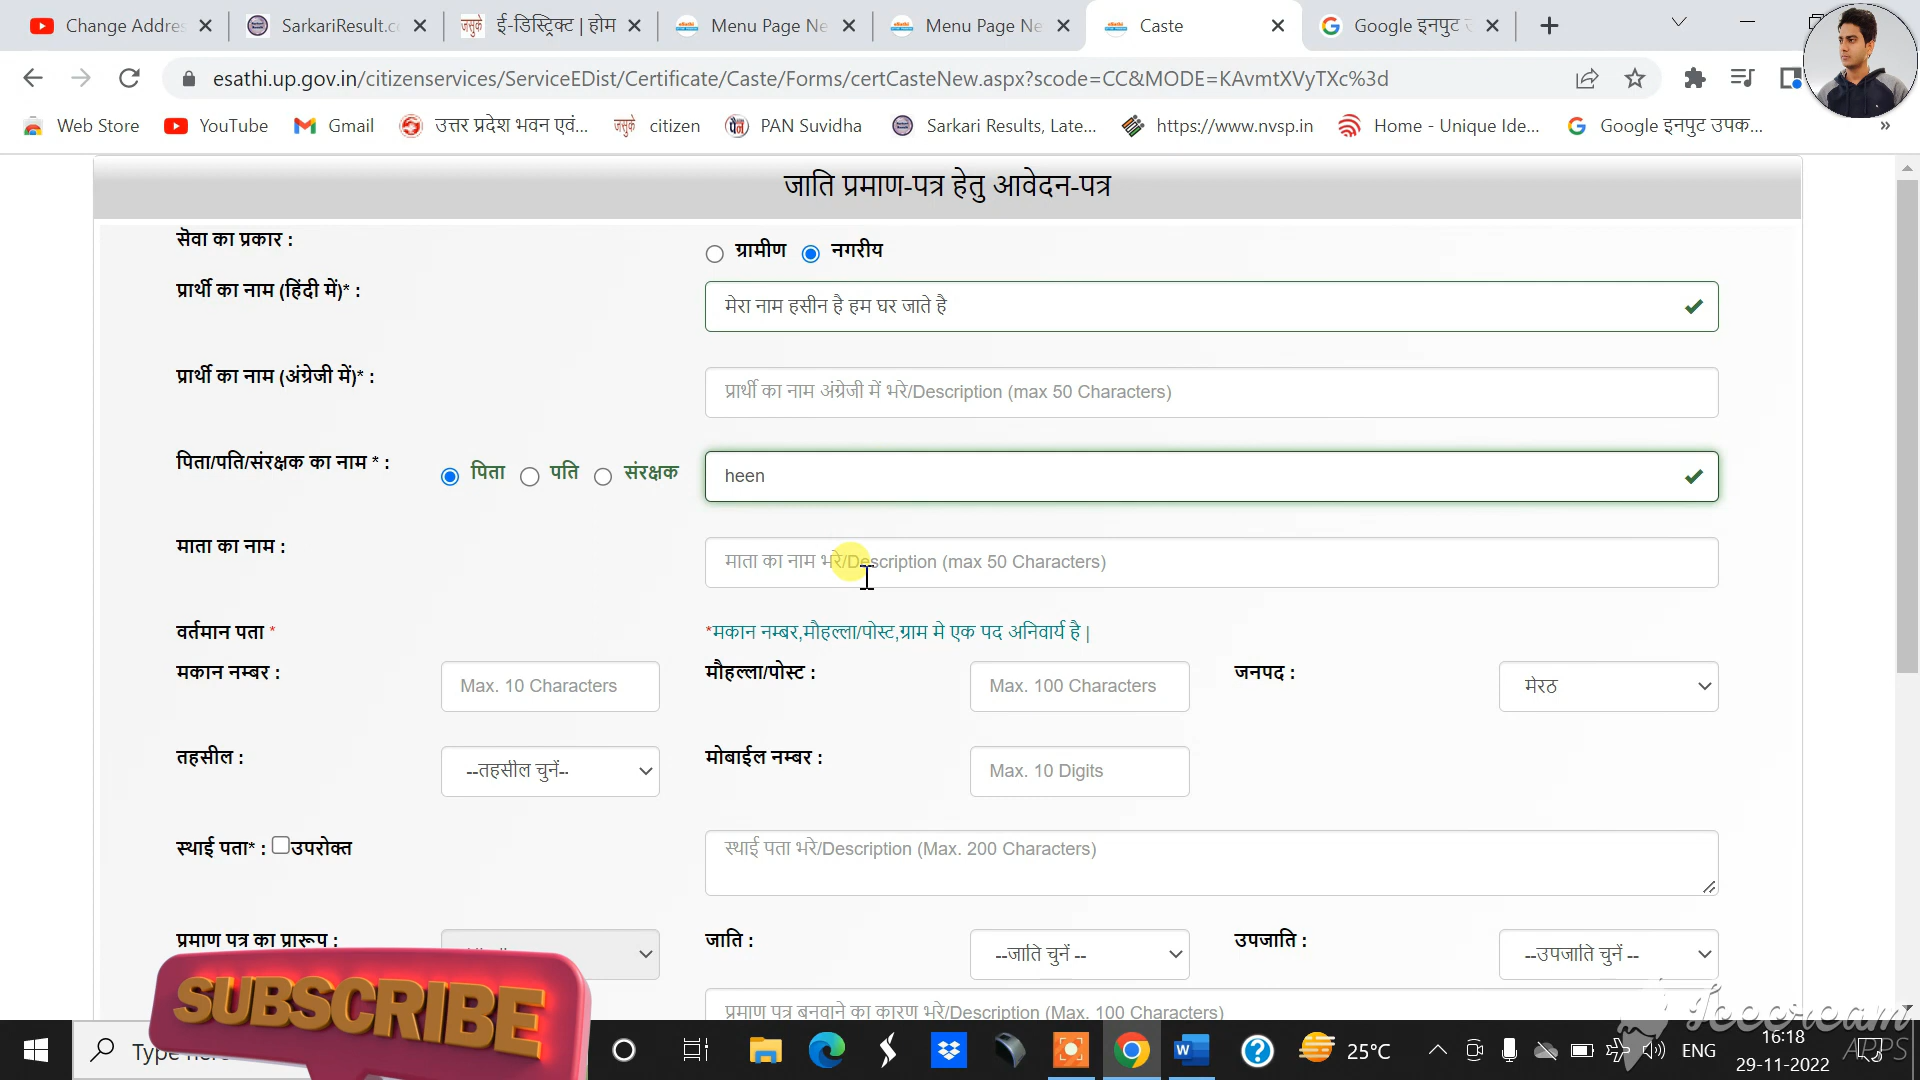 Change Addres
SarkariResult.c
ई-डिस्ट्रिक्ट | होम
Menu Page Ne
Menu Page Ne
Caste
Google इनपुट
esathi.up.gov.in/citizenservices/ServiceEDist/Certificate/Caste/Forms/certCasteNew.aspx?scode=CC&MODE=KAvmtXVyTXc%3d
Web Store YouTube Gmail उत्तर प्रदेश भवन एवं... citizen PAN Suvidha Sarkari Results, Late... https://www.nvsp.in Home - Unique Ide... Google इनपुट उपक... »
जाति प्रमाण-पत्र हेतु आवेदन-पत्र
सेवा का प्रकार : ग्रामीण नगरीय
प्रार्थी का नाम (हिंदी में)* : मेरा नाम हसीन है हम घर जाते है
प्रार्थी का नाम (अंग्रेजी में)* : प्रार्थी का नाम अंग्रेजी में भरे/Description (max 50 Characters)
पिता/पति/संरक्षक का नाम * : पिता पति संरक्षक heen
माता का नाम : माता का नाम भरे/Description (max 50 Characters)
वर्तमान पता * *मकान नम्बर,मौहल्ला/पोस्ट,ग्राम मे एक पद अनिवार्य है |
मकान नम्बर : Max. 10 Characters मौहल्ला/पोस्ट : Max. 100 Characters जनपद : मेरठ
तहसील : --तहसील चुनें-- मोबाईल नम्बर : Max. 10 Digits
स्थाई पता* : उपरोक्त स्थाई पता भरे/Description (Max. 200 Characters)
प्रमाण पत्र का प्रारूप : जाति : --जाति चुनें -- उपजाति : --उपजाति चुनें --
प्रमाण पत्र बनवाने का कारण भरे/Description (Max. 100 Characters)
SUBSCRIBE
Icecream
APPS
25°C
ENG
16:18
29-11-2022